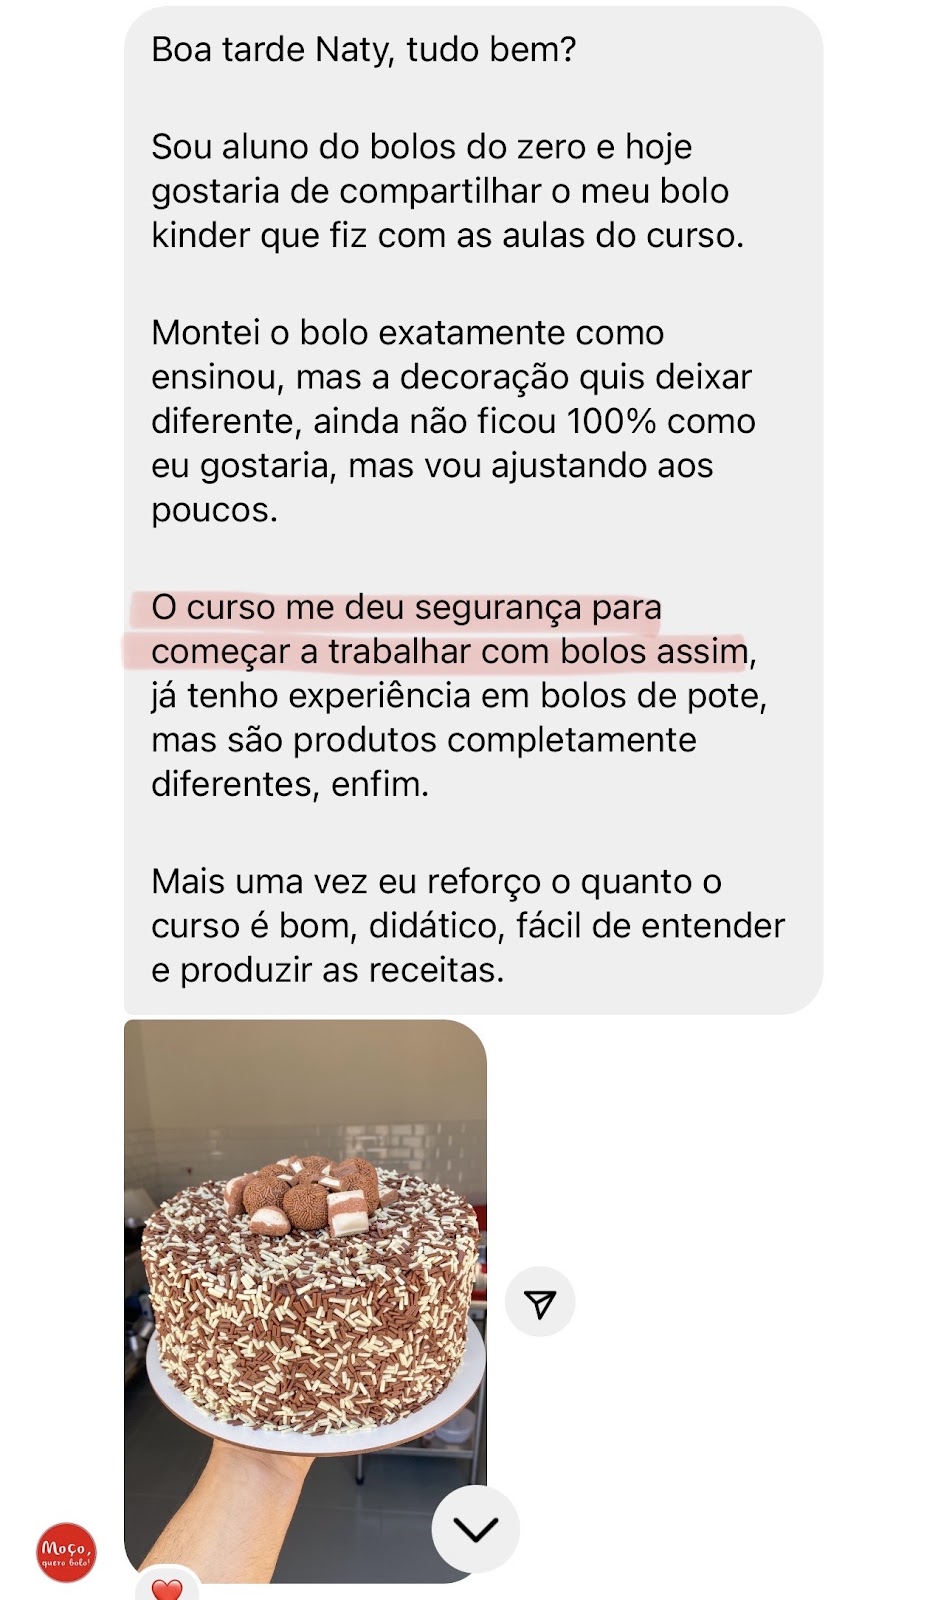 Boa tarde Naty, tudo bem?
Sou aluno do bolos do zero e hoje
gostaria de compartilhar o meu bolo
kinder que fiz com as aulas do curso.
Montei o bolo exatamente como
ensinou, mas a decoração quis deixar
diferente, ainda não ficou 100% como
eu gostaria, mas vou ajustando aos
poucos.
O curso me deu segurança para
começar a trabalhar com bolos assim,
já tenho experiência em bolos de pote,
mas são produtos completamente
diferentes, enfim.
Mais uma vez eu reforço o quanto o
curso é bom, didático, fácil de entender
e produzir as receitas.
Moço,
quero bolo!